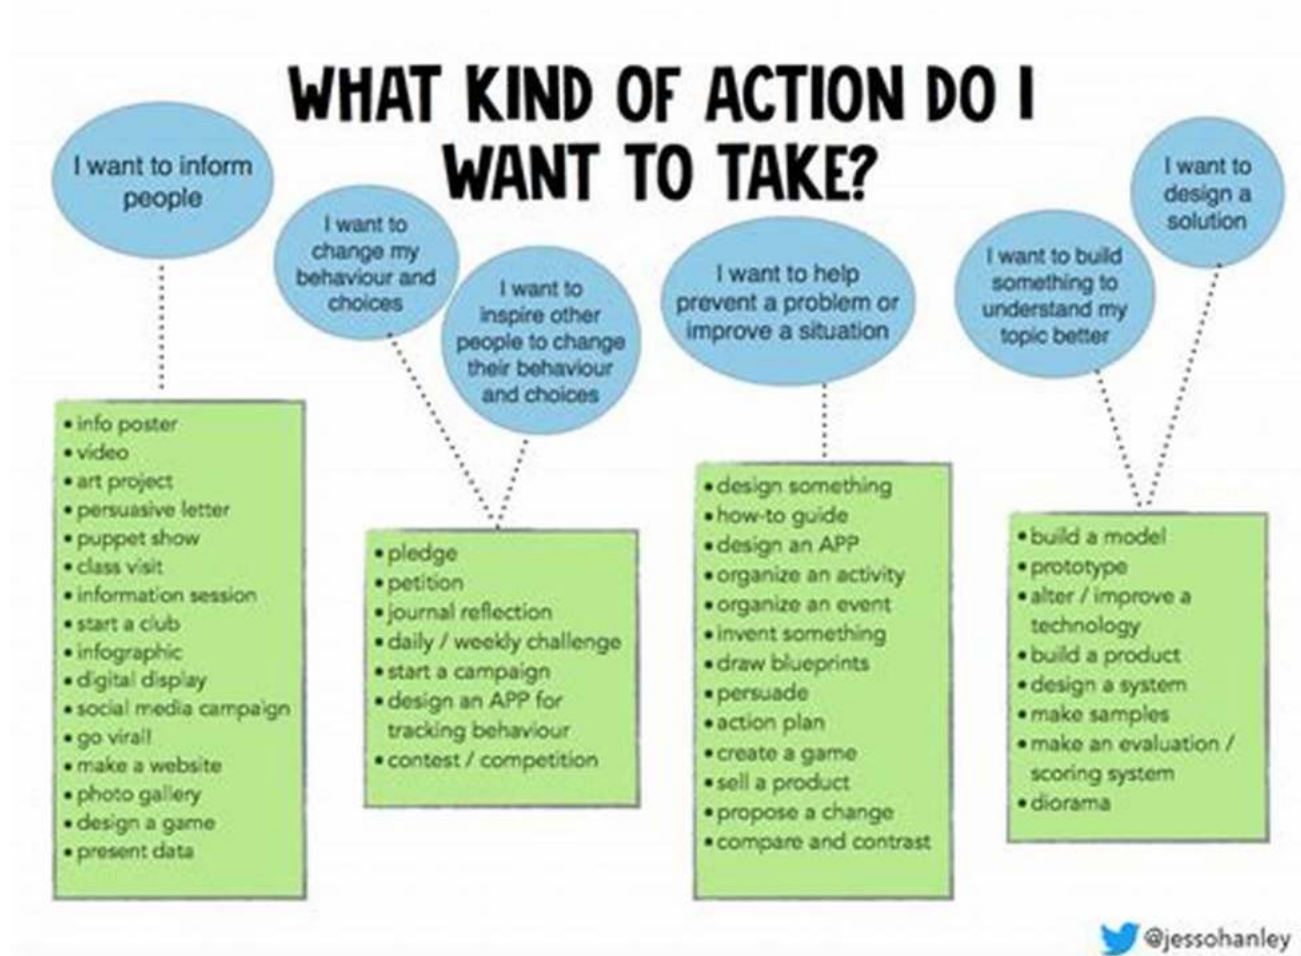 WHAT KIND OF ACTION DO I
WANT TO TAKE?
I want to inform
people
I want to
change my
behaviour and
choices
I want to
inspire other
people to change
their behaviour
and choices
I want to help
prevent a problem or
improve a situation
I want to build
something to
understand my
topic better
I want to
design a
solution
• info poster
• video
• art project
• persuasive letter
• puppet show
• class visit
• information session
• start a club
• infographic
• digital display
• social media campaign
• go viral!
• make a website
• photo gallery
• design a game
• present data
• pledge
• petition
• journal reflection
• daily / weekly challenge
• start a campaign
• design an APP for
tracking behaviour
• contest / competition
• design something
• how-to guide
• design an APP
• organize an activity
• organize an event
• invent something
• draw blueprints
• persuade
• action plan
• create a game
• sell a product
• propose a change
• compare and contrast
• build a model
• prototype
• alter / improve a
technology
• build a product
• design a system
• make samples
• make an evaluation /
scoring system
• diorama
@jessohanley